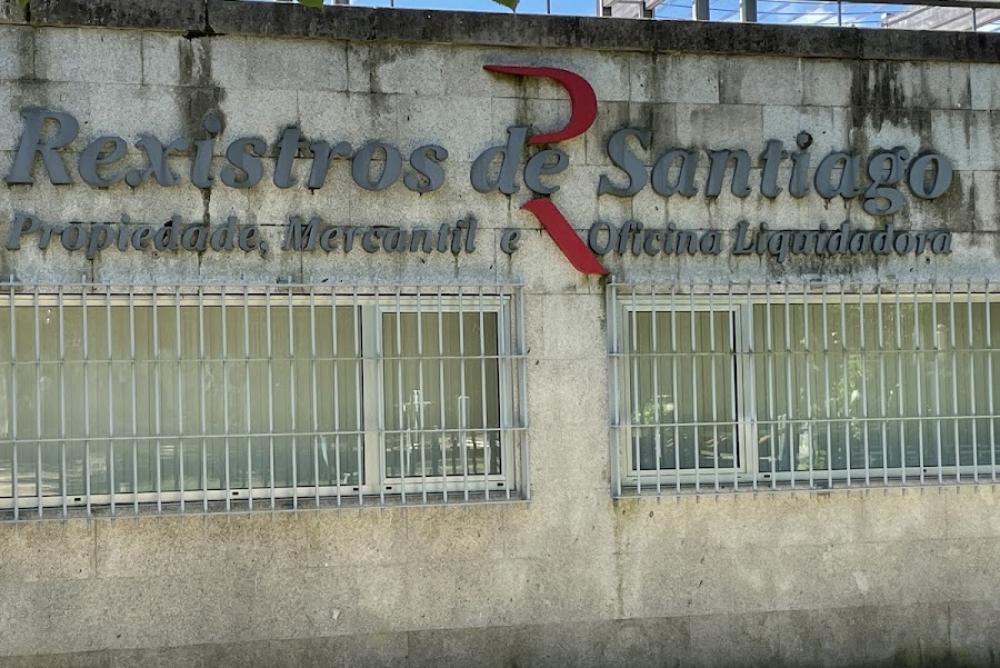 Rexistros de Santiago
Propiedade, Mercantil e Oficina Liquidadora
R